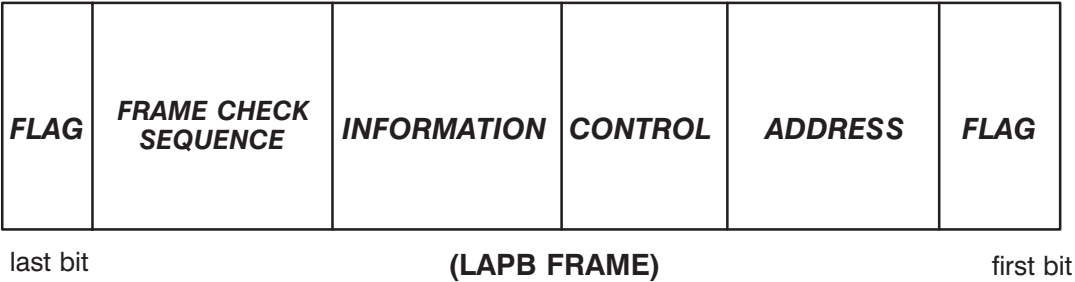 FLAG
FRAME CHECK
SEQUENCE
INFORMATION
CONTROL
ADDRESS
FLAG
last bit
(LAPB FRAME)
first bit